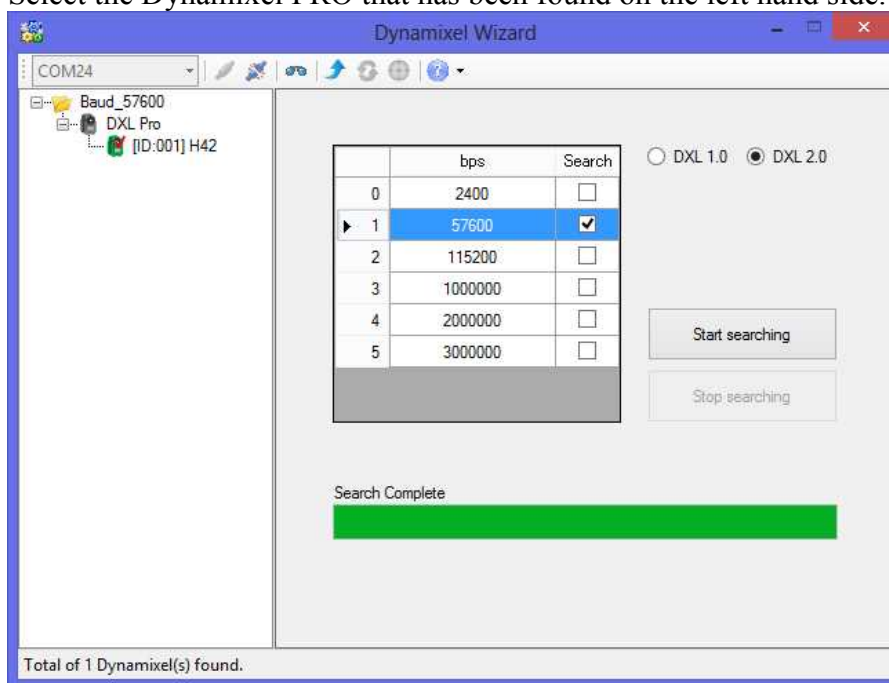 Select the Dynamixel PRO that has been found on the left hand side.
Dynamixel Wizard
COM24
Baud_57600
DXL Pro
[ID:001] H42
bps Search
0 2400
1 57600
2 115200
3 1000000
4 2000000
5 3000000
DXL 1.0 DXL 2.0
Start searching
Stop searching
Search Complete
Total of 1 Dynamixel(s) found.